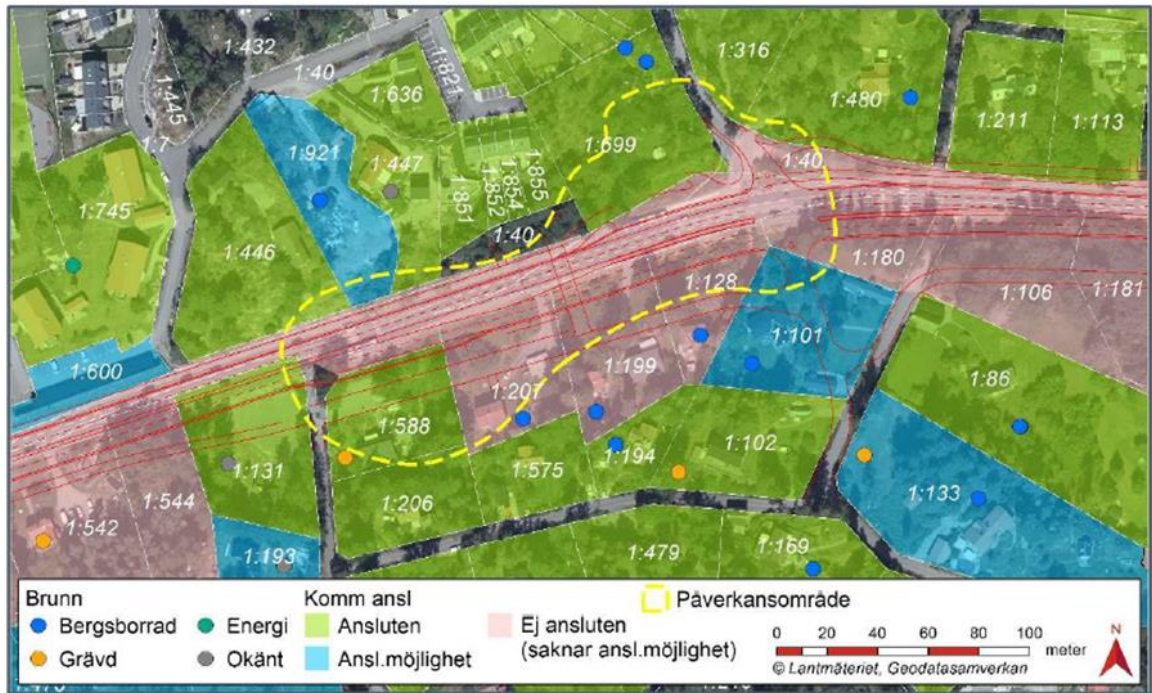 1:432
1:40
1:821
1:636
1:316
1:445
1:480
1:211
1:113
1:7
1:921
1:447
1:699
1:40
1:855
1:854
1:852
1:851
1:745
1:40
1:446
1:180
1:128
1:106
1:181
1:101
1:600
1:199
1:207
1:86
1:588
1:102
1:131
1:575
1:194
1:544
1:206
1:133
1:542
1:193
1:479
1:169
Brunn
Bergsborrad
Grävd
Energi
Okänt
Komm ansl
Ansluten
Ansl.möjlighet
Ej ansluten
(saknar ansl.möjlighet)
Påverkansområde
0 20 40 60 80 100
meter
© Lantmäteriet, Geodatasamverkan
N